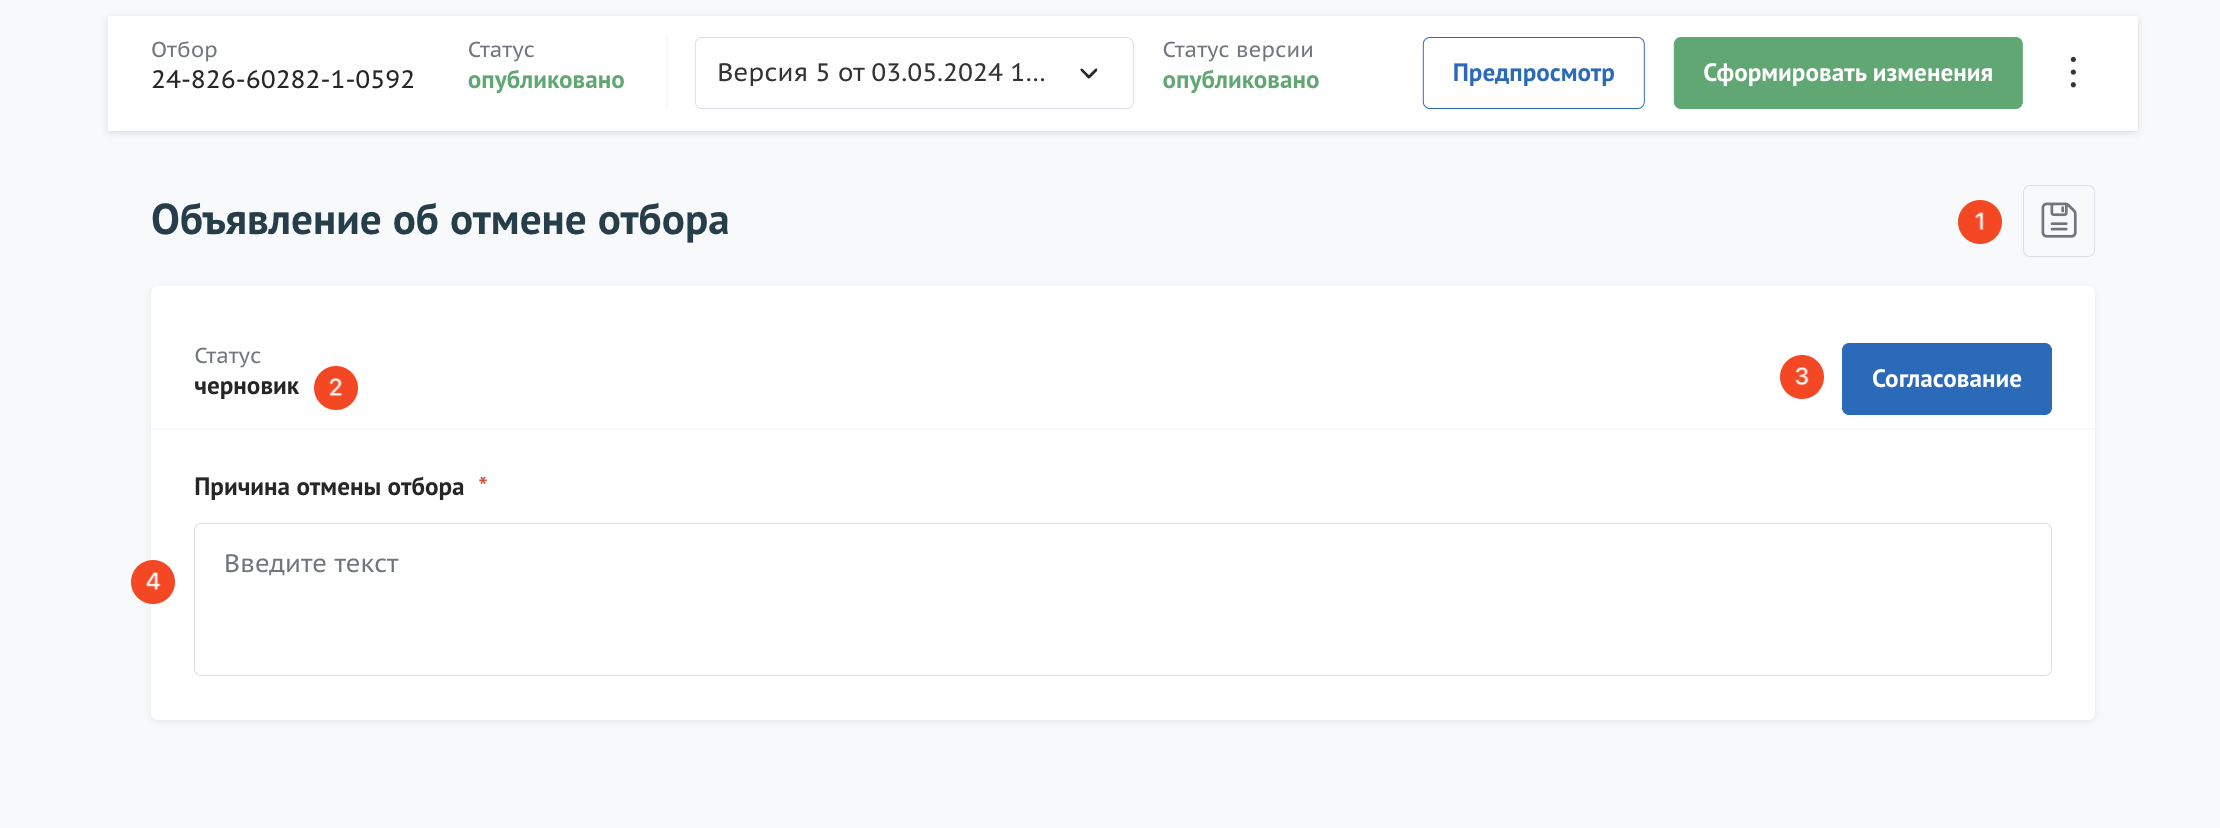 Отбор
24-826-60282-1-0592
Статус
опубликовано
Версия 5 от 03.05.2024 1...
Статус версии
опубликовано
Предпросмотр
Сформировать изменения
Объявление об отмене отбора
1
Статус
черновик
2
3
Согласование
Причина отмены отбора *
Введите текст
4